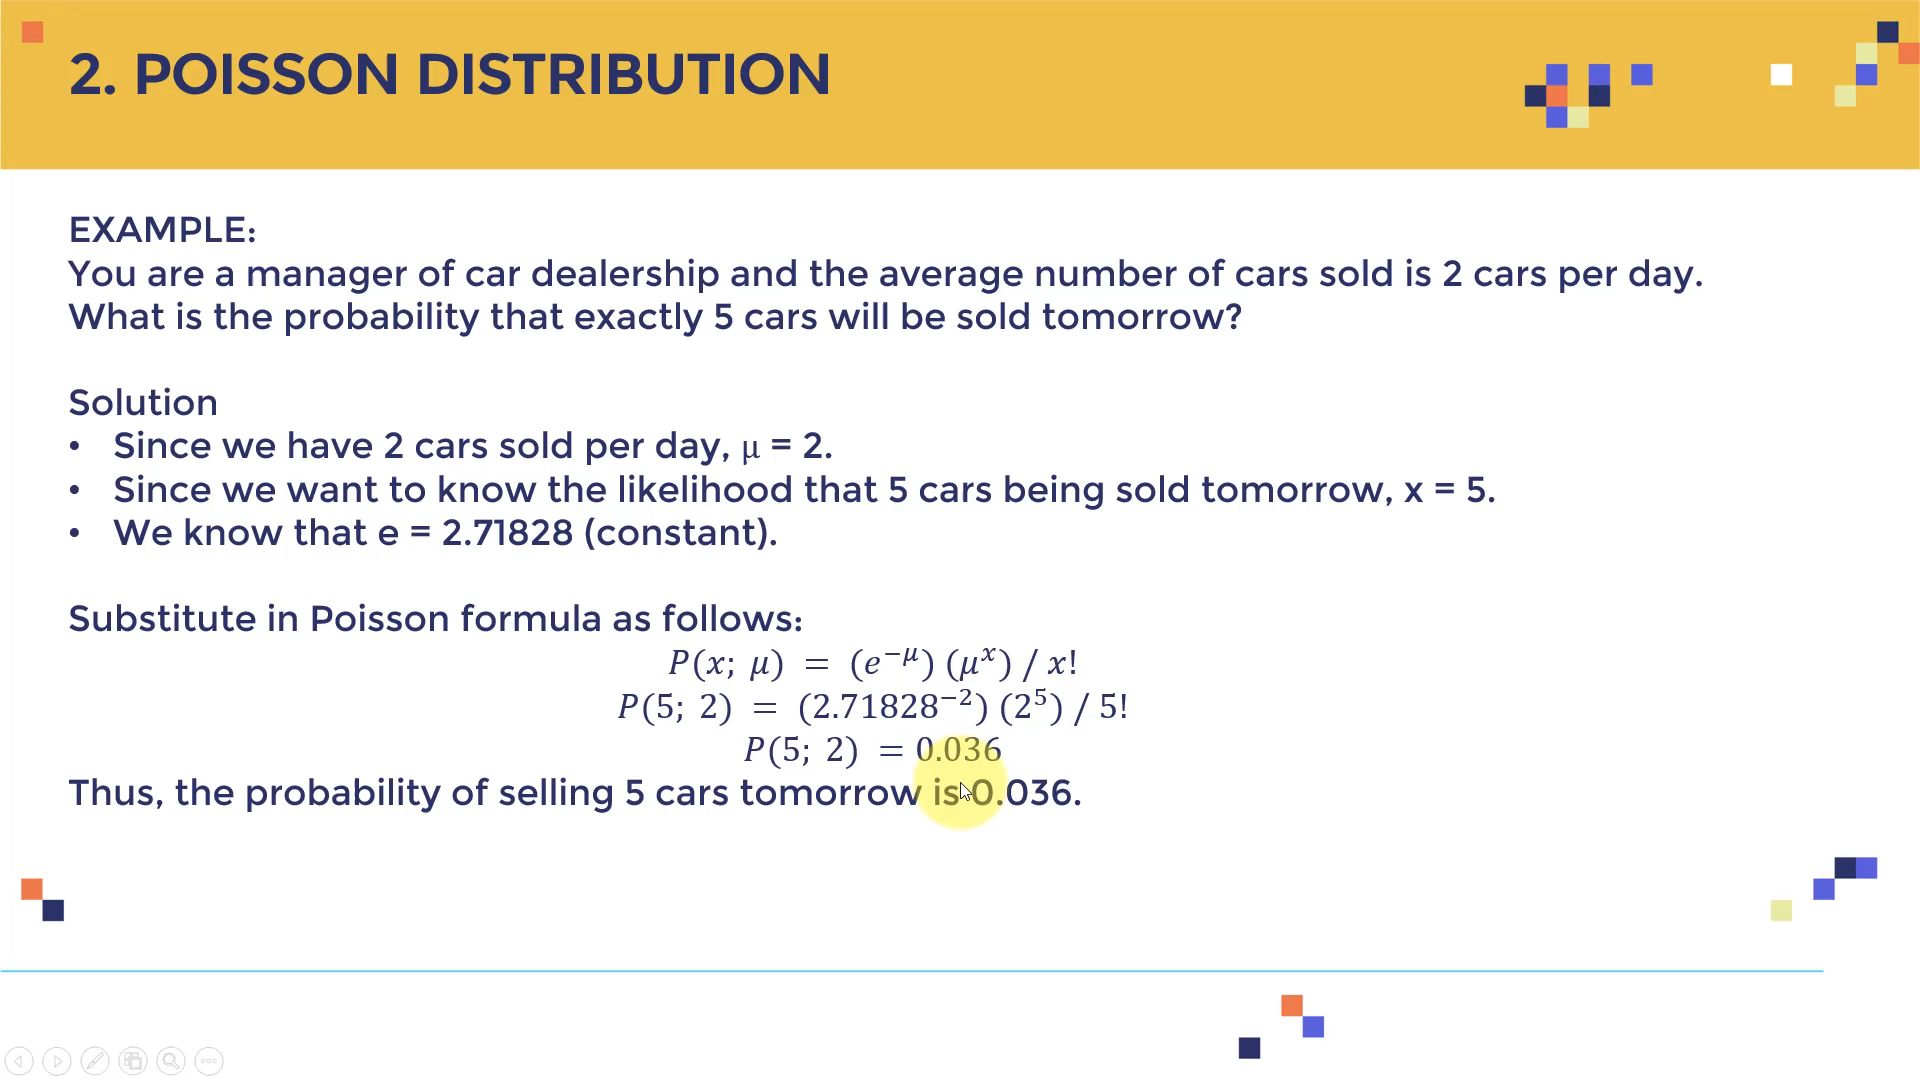 2. POISSON DISTRIBUTION
EXAMPLE:
You are a manager of car dealership and the average number of cars sold is 2 cars per day.
What is the probability that exactly 5 cars will be sold tomorrow?
Solution
• Since we have 2 cars sold per day, μ = 2.
• Since we want to know the likelihood that 5 cars being sold tomorrow, x = 5.
• We know that e = 2.71828 (constant).
Substitute in Poisson formula as follows:
P(x; μ) = (e⁻ᵘ) (μˣ) / x!
P(5; 2) = (2.71828⁻²) (2⁵) / 5!
P(5; 2) = 0.036
Thus, the probability of selling 5 cars tomorrow is 0.036.